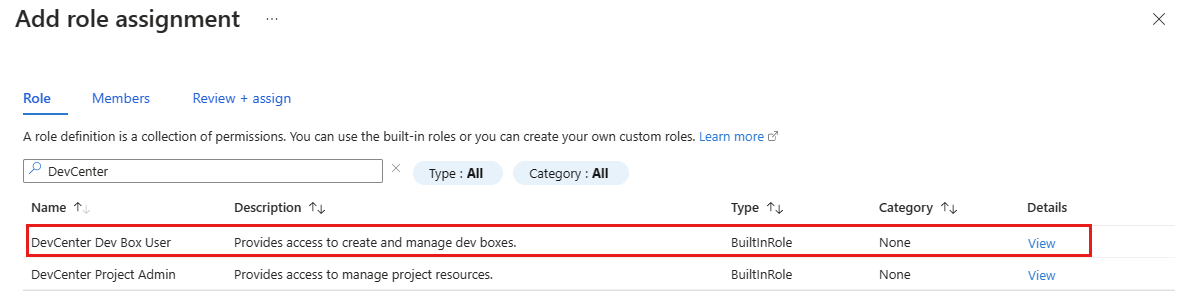 Add role assignment ...
Role Members Review + assign
A role definition is a collection of permissions. You can use the built-in roles or you can create your own custom roles. Learn more
DevCenter Type : All Category : All
Name Description Type Category Details
DevCenter Dev Box User Provides access to create and manage dev boxes. BuiltInRole None View
DevCenter Project Admin Provides access to manage project resources. BuiltInRole None View